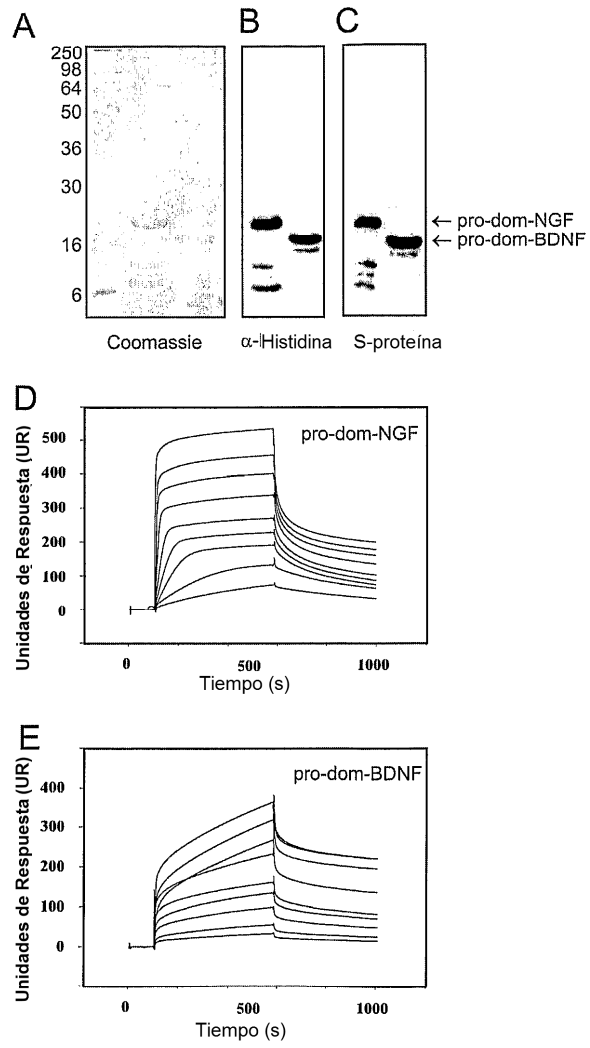 A
B
C
250
98
64
50
36
30
16
6
← pro-dom-NGF
← pro-dom-BDNF
Coomassie
α-Histidina
S-proteína
D
pro-dom-NGF
Unidades de Respuesta (UR)
500
400
300
200
100
0
0
500
1000
Tiempo (s)
E
pro-dom-BDNF
Unidades de Respuesta (UR)
400
300
200
100
0
0
500
1000
Tiempo (s)